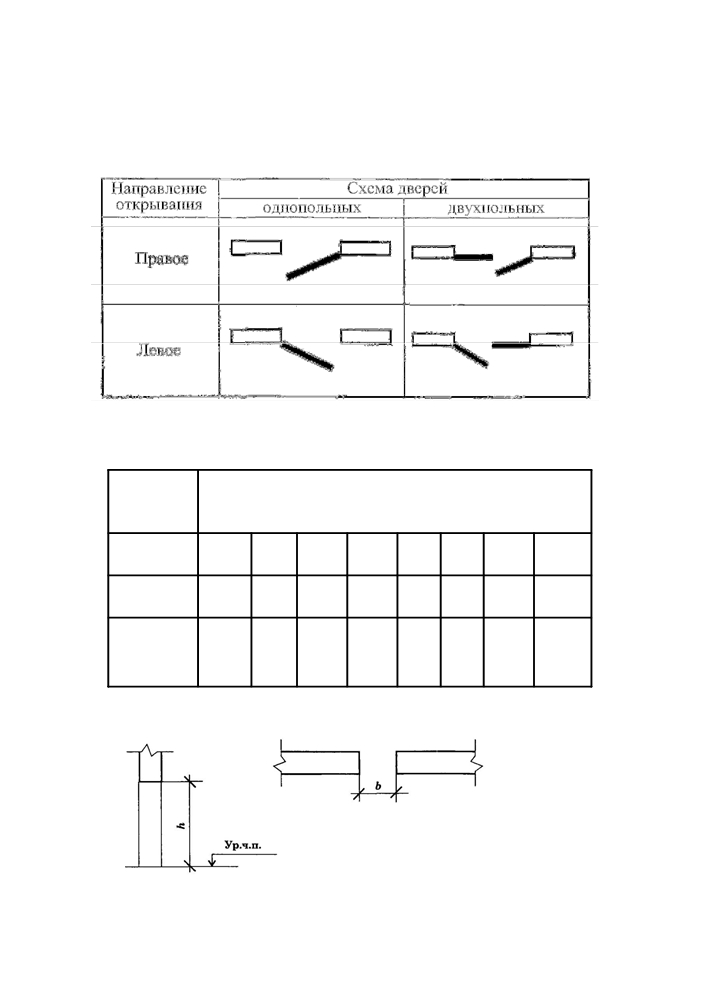 Направление открывания
Схема дверей
однопольных
двухпольных
Правое
Левое
h
b
Ур.ч.п.